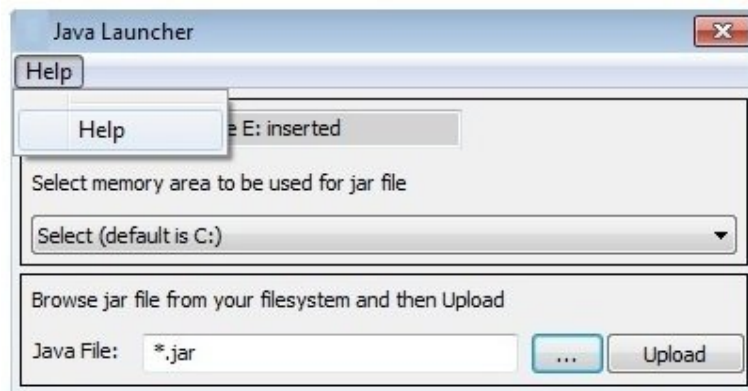 Java Launcher
Help
Help
e E: inserted
Select memory area to be used for jar file
Select (default is C:)
Browse jar file from your filesystem and then Upload
Java File: *.jar ... Upload